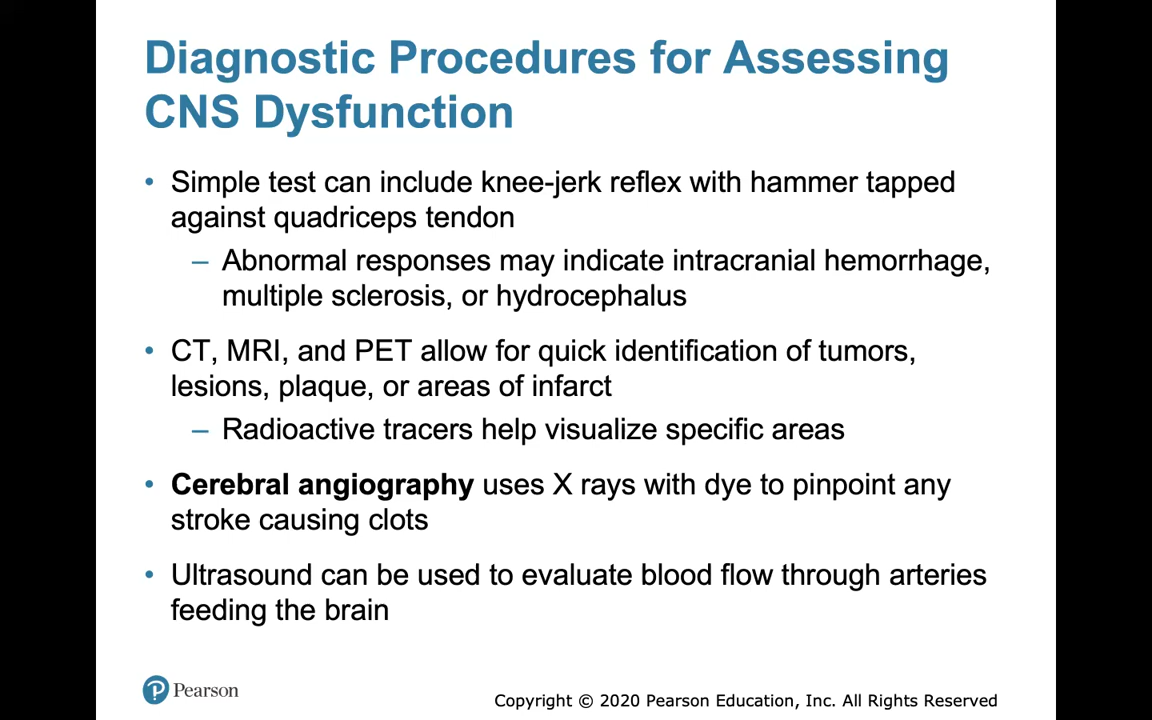 Diagnostic Procedures for Assessing
CNS Dysfunction
• Simple test can include knee-jerk reflex with hammer tapped
against quadriceps tendon
– Abnormal responses may indicate intracranial hemorrhage,
multiple sclerosis, or hydrocephalus
• CT, MRI, and PET allow for quick identification of tumors,
lesions, plaque, or areas of infarct
– Radioactive tracers help visualize specific areas
• Cerebral angiography uses X rays with dye to pinpoint any
stroke causing clots
• Ultrasound can be used to evaluate blood flow through arteries
feeding the brain
P Pearson
Copyright © 2020 Pearson Education, Inc. All Rights Reserved